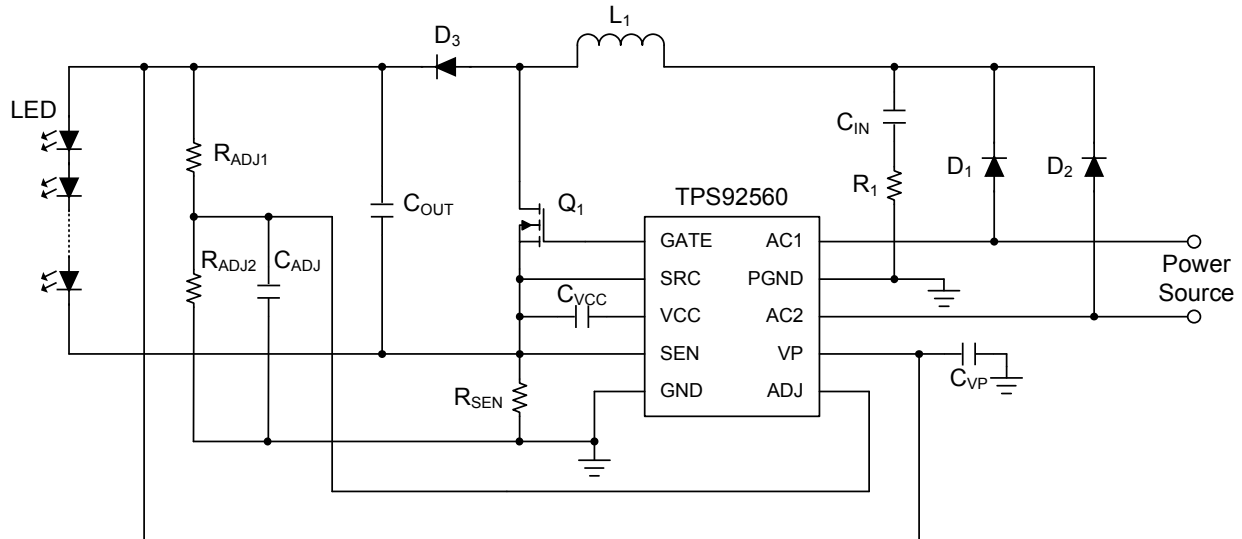 L1
D3
LED
CIN
RADJ1
D1
D2
R1
TPS92560
COUT
Q1
GATE
AC1
RADJ2
CADJ
SRC
PGND
Power
Source
CVCC
VCC
AC2
SEN
VP
CVP
RSEN
GND
ADJ